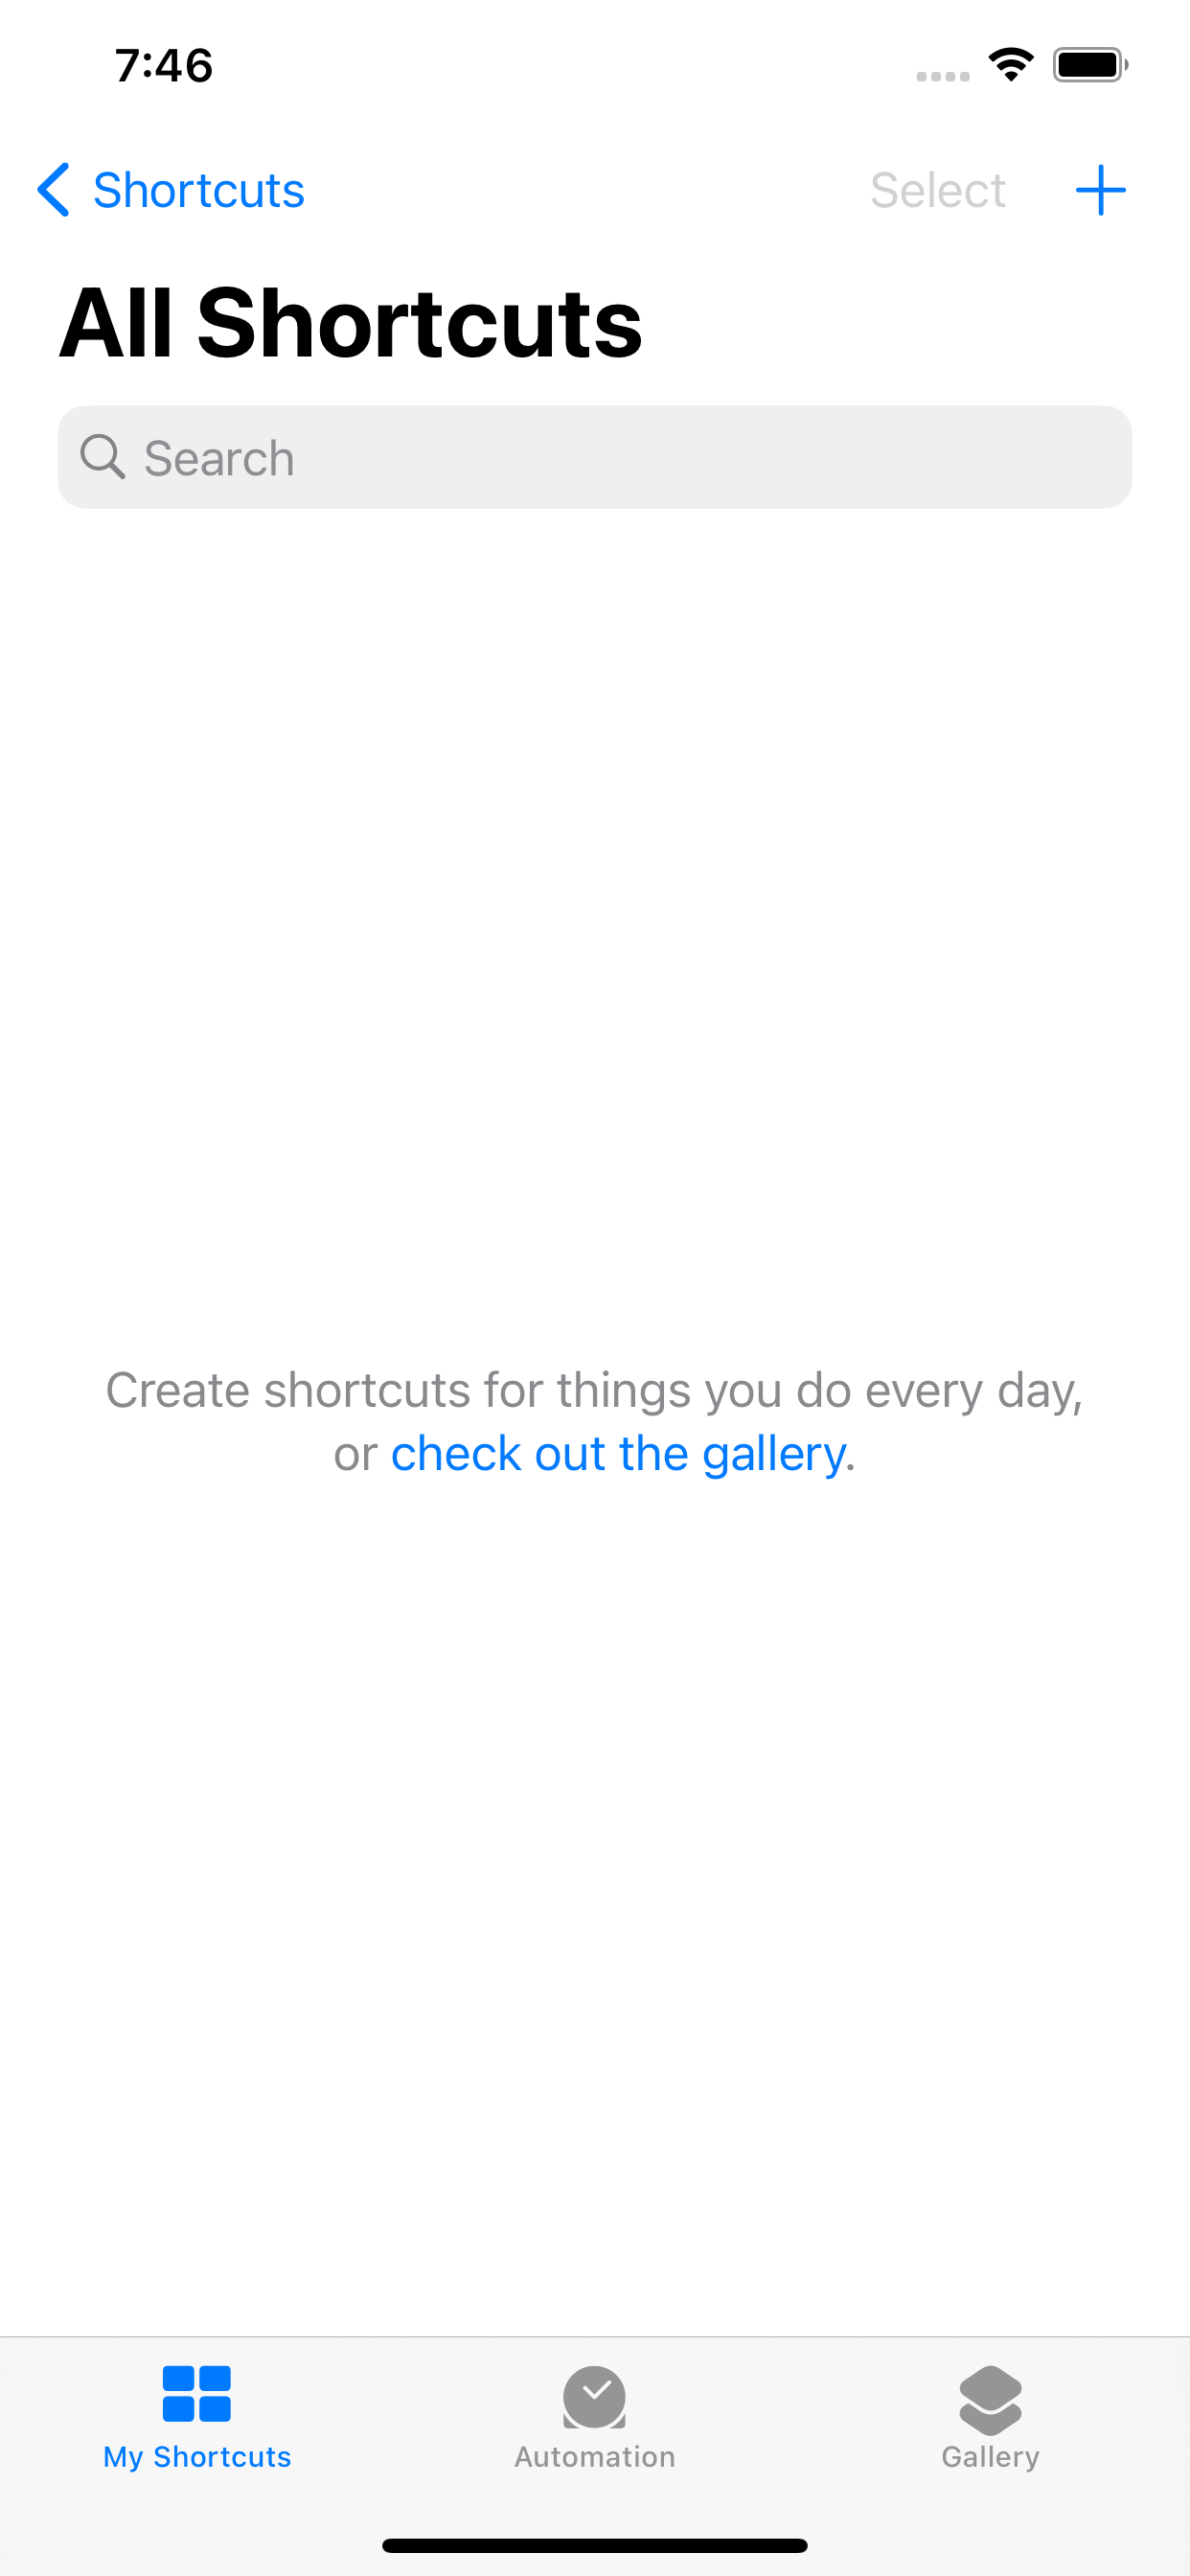 7:46
Shortcuts
Select
All Shortcuts
Search
Create shortcuts for things you do every day,
or check out the gallery.
My Shortcuts
Automation
Gallery